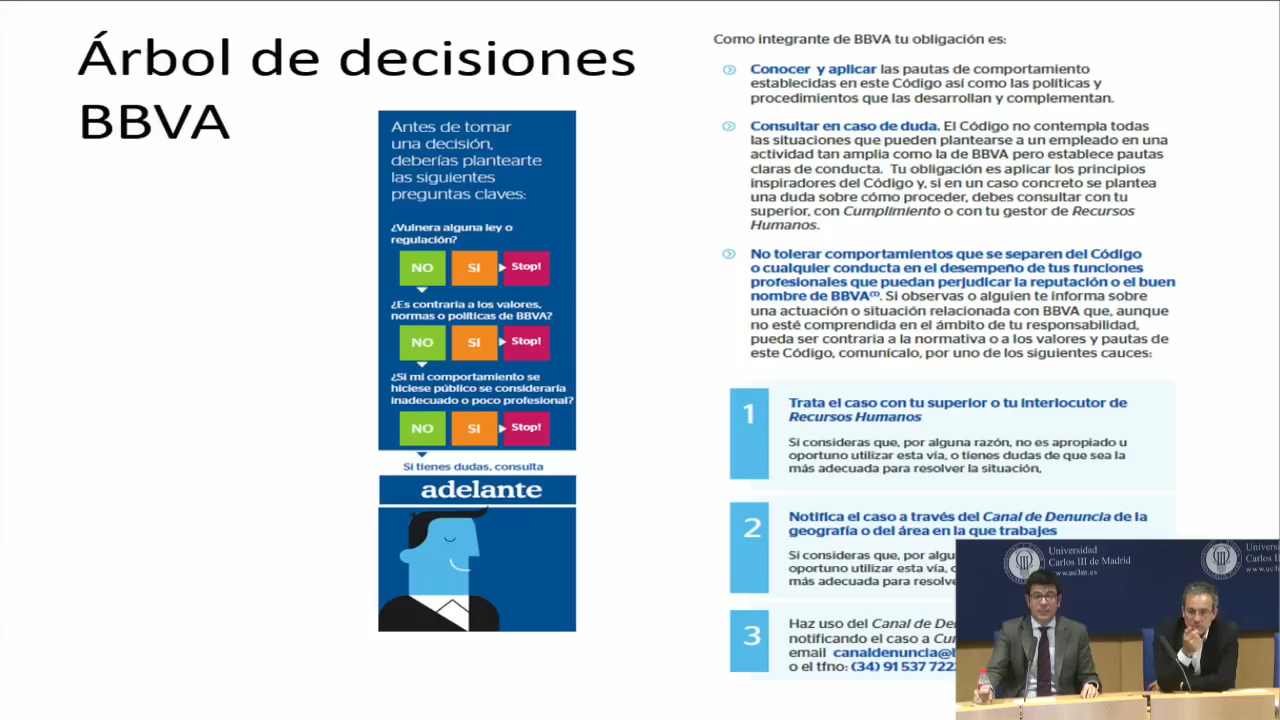 Árbol de decisiones
BBVA
Antes de tomar
una decisión,
deberías plantearte
las siguientes
preguntas claves:
¿Vulnera alguna ley o
regulación?
NO SI Stop!
¿Es contraria a los valores,
normas o políticas de BBVA?
NO SI Stop!
¿Si mi comportamiento se
hiciese público se consideraría
inadecuado o poco profesional?
NO SI Stop!
Si tienes dudas, consulta
adelante
Como integrante de BBVA tu obligación es:
Conocer y aplicar las pautas de comportamiento
establecidas en este Código así como las políticas y
procedimientos que las desarrollan y complementan.
Consultar en caso de duda. El Código no contempla todas
las situaciones que pueden plantearse a un empleado en una
actividad tan amplia como la de BBVA pero establece pautas
claras de conducta. Tu obligación es aplicar los principios
inspiradores del Código y, si en un caso concreto se plantea
una duda sobre cómo proceder, debes consultar con tu
superior, con Cumplimiento o con tu gestor de Recursos
Humanos.
No tolerar comportamientos que se separen del Código
o cualquier conducta en el desempeño de tus funciones
profesionales que puedan perjudicar la reputación o el buen
nombre de BBVA(1). Si observas o alguien te informa sobre
una actuación o situación relacionada con BBVA que, aunque
no esté comprendida en el ámbito de tu responsabilidad,
pueda ser contraria a la normativa o a los valores y pautas de
este Código, comunícalo, por uno de los siguientes cauces:
1
Trata el caso con tu superior o tu interlocutor de
Recursos Humanos
Si consideras que, por alguna razón, no es apropiado u
oportuno utilizar esta vía, o tienes dudas de que sea la
más adecuada para resolver la situación,
2
Notifica el caso a través del Canal de Denuncia de la
geografía o del área en la que trabajes
Si consideras que, por algu
oportuno utilizar esta vía, o
más adecuada para resolve
3
Haz uso del Canal de De
notificando el caso a Cu
email canaldenuncia@b
o el tfno: (34) 91 537 722
Universidad
Carlos III de Madrid
www.uc3m.es
Univers
Carlos II
www.uc3